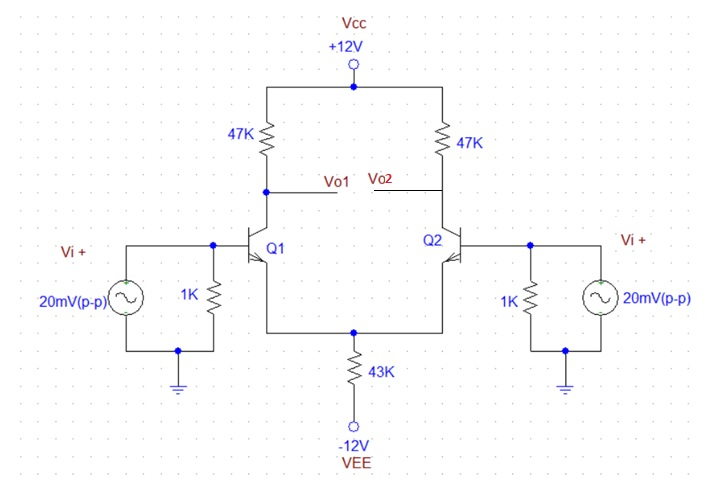 Vcc
+12V
47K
47K
Vo1
Vo2
Q1
Q2
Vi +
Vi +
20mV(p-p)
1K
1K
20mV(p-p)
43K
-12V
VEE